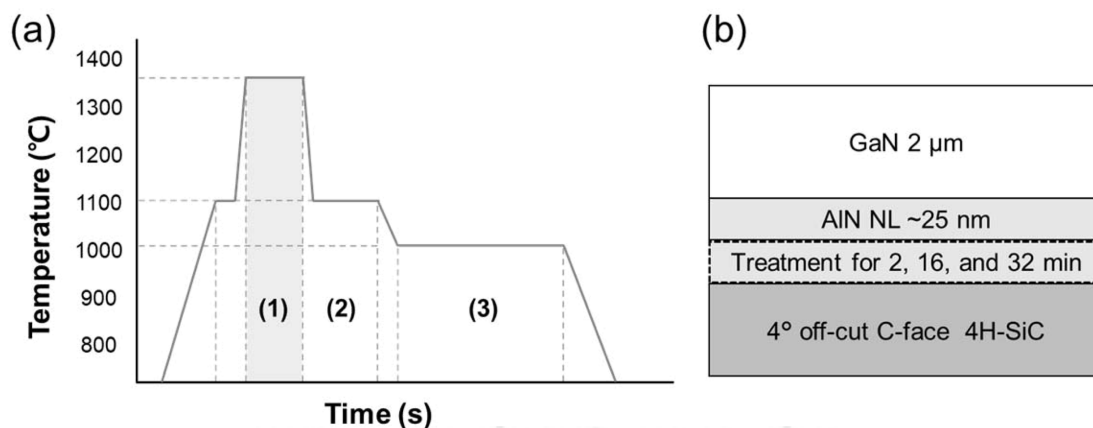 (a)
Temperature (℃)
1400
1300
1200
1100
1000
900
800
(1)
(2)
(3)
Time (s)
(b)
GaN 2 µm
AlN NL ~25 nm
Treatment for 2, 16, and 32 min
4° off-cut C-face 4H-SiC